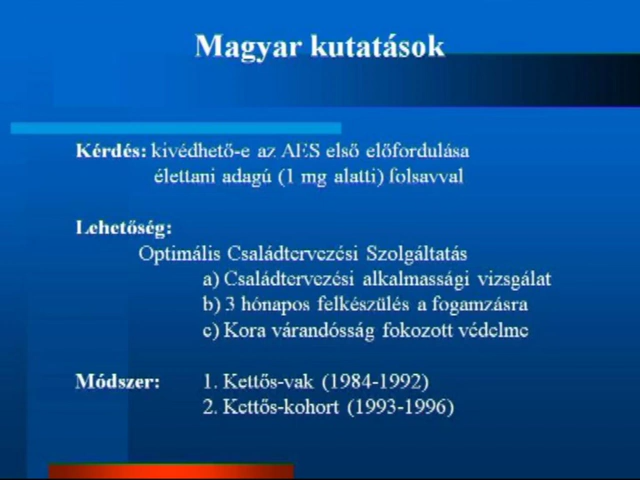 Magyar kutatások
Kérdés: kivédhető-e az AES első előfordulása
élettani adagú (1 mg alatti) folsavval
Lehetőség:
Optimális Családtervezési Szolgáltatás
a) Családtervezési alkalmassági vizsgálat
b) 3 hónapos felkészülés a fogamzásra
c) Kora várandósság fokozott védelme
Módszer: 1. Kettős-vak (1984-1992)
2. Kettős-kohort (1993-1996)